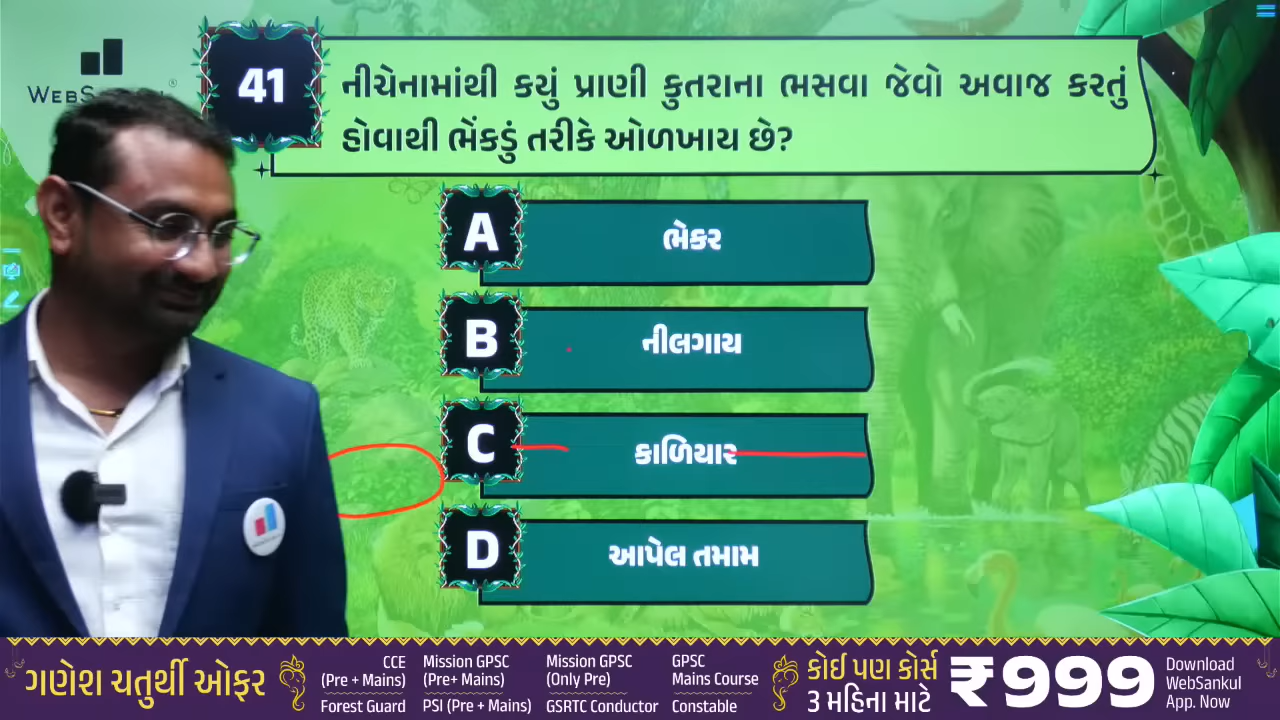 41
નીચેનામાંથી કયું પ્રાણી કુતરાના ભસવા જેવો અવાજ કરતું
હોવાથી ભેંકડું તરીકે ઓળખાય છે?
A ભેકર
B નીલગાય
C કાળિયાર
D આપેલ તમામ
ગણેશ ચતુર્થી ઓફર
CCE
(Pre + Mains)
Forest Guard
Mission GPSC
(Pre+ Mains)
PSI (Pre + Mains)
Mission GPSC
(Only Pre)
GSRTC Conductor
GPSC
Mains Course
Constable
કોઈ પણ કોર્સ
3 મહિના માટે
₹999
Download
WebSankul
App. Now